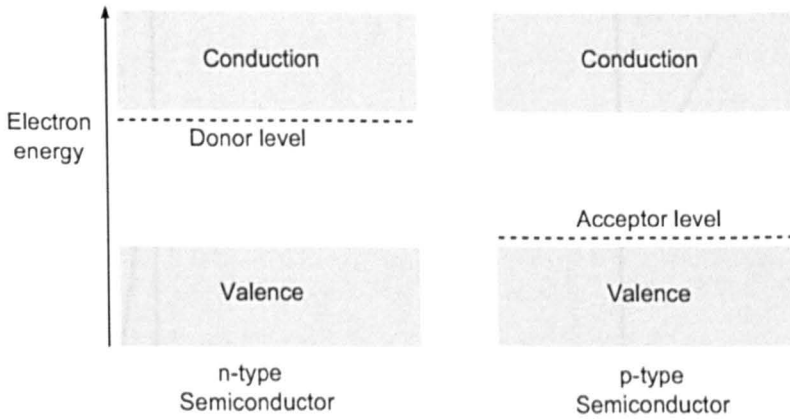 Conduction
Conduction
Electron
energy
Donor level
Acceptor level
Valence
Valence
n-type
Semiconductor
p-type
Semiconductor